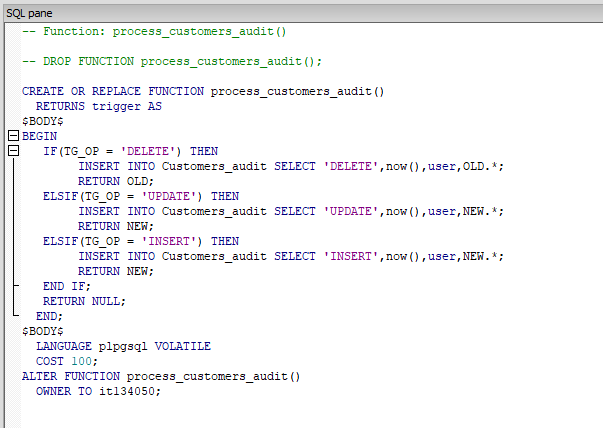 SQL pane
-- Function: process_customers_audit()
-- DROP FUNCTION process_customers_audit();
CREATE OR REPLACE FUNCTION process_customers_audit()
RETURNS trigger AS
$BODY$
BEGIN
IF(TG_OP = 'DELETE') THEN
INSERT INTO Customers_audit SELECT 'DELETE',now(),user,OLD.*;
RETURN OLD;
ELSIF(TG_OP = 'UPDATE') THEN
INSERT INTO Customers_audit SELECT 'UPDATE',now(),user,NEW.*;
RETURN NEW;
ELSIF(TG_OP = 'INSERT') THEN
INSERT INTO Customers_audit SELECT 'INSERT',now(),user,NEW.*;
RETURN NEW;
END IF;
RETURN NULL;
END;
$BODY$
LANGUAGE plpgsql VOLATILE
COST 100;
ALTER FUNCTION process_customers_audit()
OWNER TO it134050;